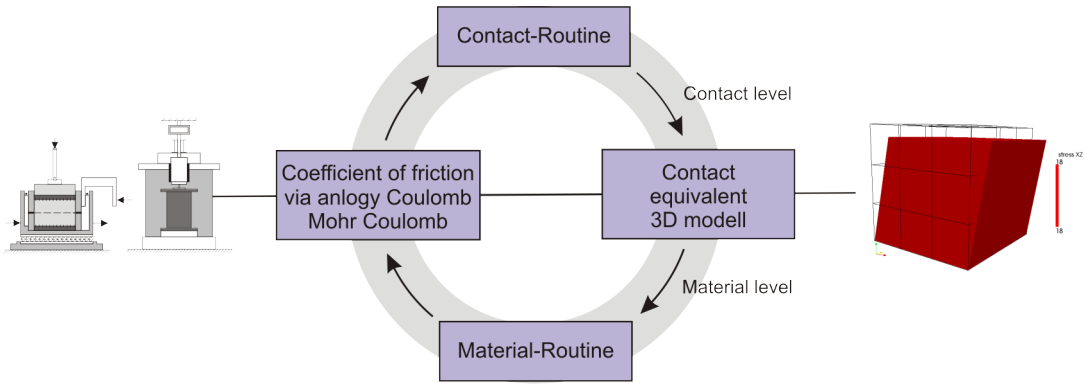 Contact-Routine
Contact level
Coefficient of friction
via anlogy Coulomb
Mohr Coulomb
Contact
equivalent
3D modell
stress XZ
18
18
Material level
Material-Routine